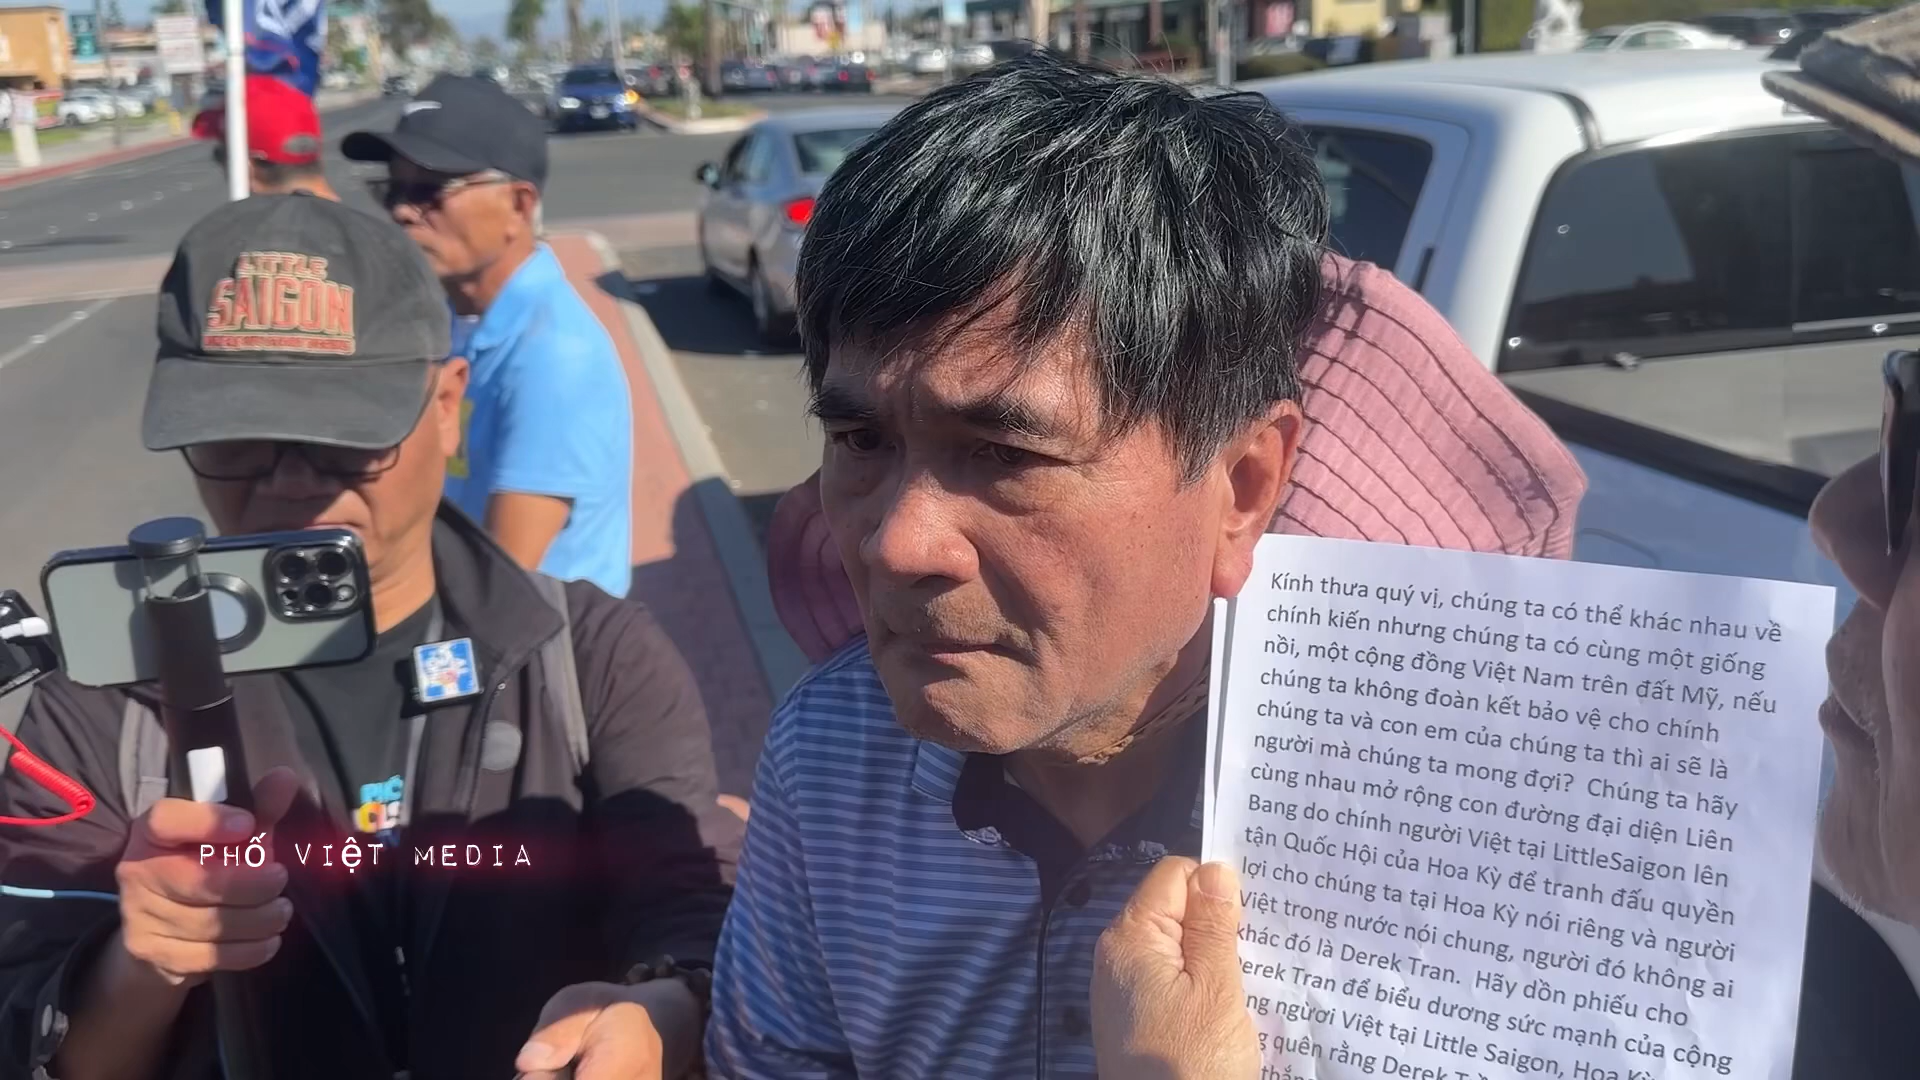 LITTLE
SAIGON
PHỐ VIỆT MEDIA
Kính thưa quý vị, chúng ta có thể khác nhau về
chính kiến nhưng chúng ta có cùng một giống
nồi, một cộng đồng Việt Nam trên đất Mỹ, nếu
chúng ta không đoàn kết bảo vệ cho chính
chúng ta và con em của chúng ta thì ai sẽ là
người mà chúng ta mong đợi? Chúng ta hãy
cùng nhau mở rộng con đường đại diện Liên
Bang do chính người Việt tại LittleSaigon lên
tận Quốc Hội của Hoa Kỳ để tranh đấu quyền
lợi cho chúng ta tại Hoa Kỳ nói riêng và người
Việt trong nước nói chung, người đó không ai
khác đó là Derek Tran. Hãy dồn phiếu cho
Derek Tran để biểu dương sức mạnh của cộng
ng ngừơi Việt tại Little Saigon, Hoa
quên rằng Derek